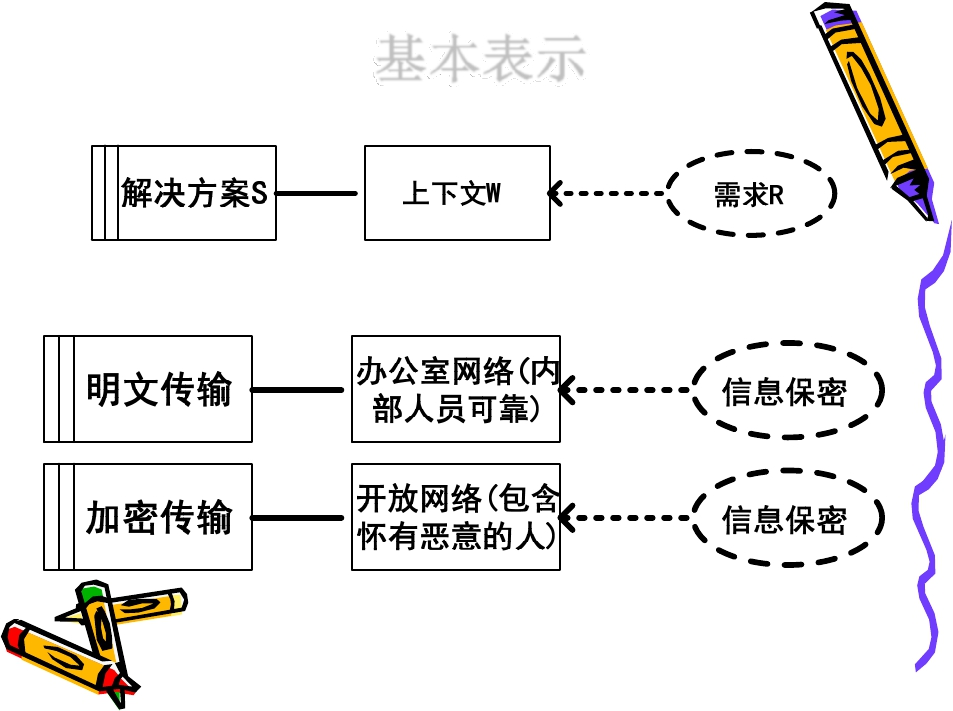 基本表示
解决方案S
上下文W
需求R
明文传输
办公室网络(内
部人员可靠)
信息保密
加密传输
开放网络(包含
怀有恶意的人)
信息保密